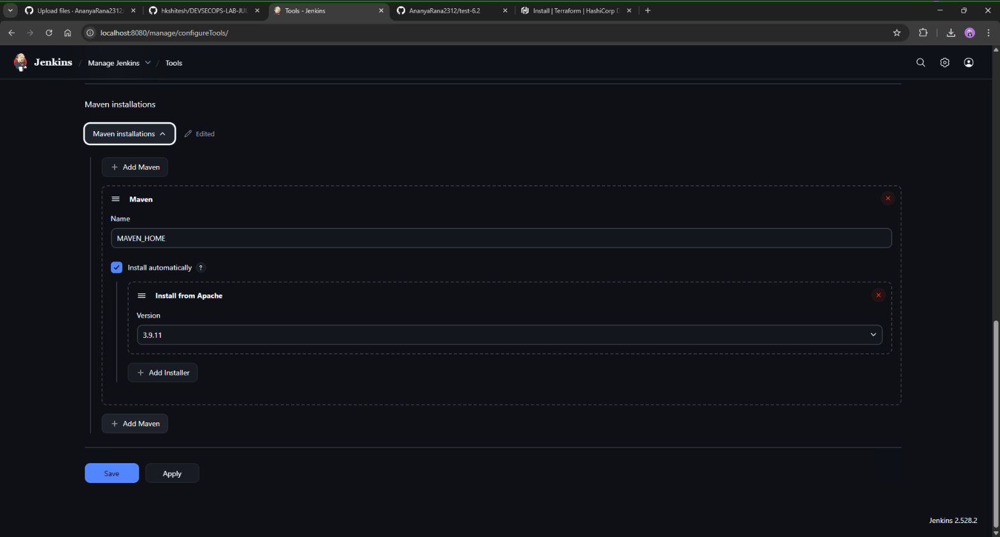 Upload files · AnanyaRana2312/
hkshitesh/DEVSECOPS-LAB-JUL
Tools - Jenkins
AnanyaRana2312/test-6.2
Install | Terraform | HashiCorp D
localhost:8080/manage/configureTools/
Jenkins / Manage Jenkins / Tools
Maven installations
Maven installations Edited
+ Add Maven
Maven
Name
MAVEN_HOME
Install automatically ?
Install from Apache
Version
3.9.11
+ Add Installer
+ Add Maven
Save Apply
Jenkins 2.528.2